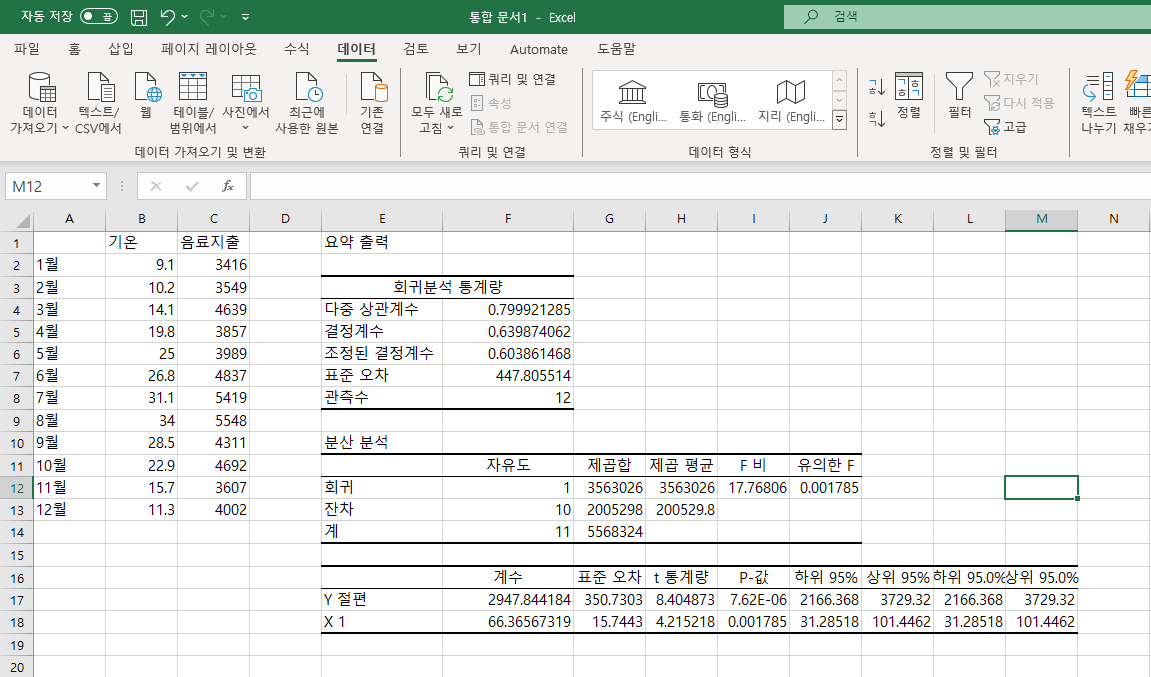 자동 저장 끔 통합 문서1 - Excel 검색
파일 홈 삽입 페이지 레이아웃 수식 데이터 검토 보기 Automate 도움말
데이터 가져오기
텍스트/CSV에서
웹
테이블/범위에서
사진에서
최근에 사용한 원본
기존 연결
데이터 가져오기 및 변환
모두 새로 고침
쿼리 및 연결
속성
통합 문서 연결
쿼리 및 연결
주식 (Engli... 통화 (Engli... 지리 (Engli...
데이터 형식
정렬
필터
지우기
다시 적용
고급
정렬 및 필터
텍스트 나누기
빠른 채우기
M12 fx
A B C D E F G H I J K L M N
1 기온 음료지출 요약 출력
2 1월 9.1 3416
3 2월 10.2 3549 회귀분석 통계량
4 3월 14.1 4639 다중 상관계수 0.799921285
5 4월 19.8 3857 결정계수 0.639874062
6 5월 25 3989 조정된 결정계수 0.603861468
7 6월 26.8 4837 표준 오차 447.805514
8 7월 31.1 5419 관측수 12
9 8월 34 5548
10 9월 28.5 4311 분산 분석
11 10월 22.9 4692 자유도 제곱합 제곱 평균 F 비 유의한 F
12 11월 15.7 3607 회귀 1 3563026 3563026 17.76806 0.001785
13 12월 11.3 4002 잔차 10 2005298 200529.8
14 계 11 5568324
15
16 계수 표준 오차 t 통계량 P-값 하위 95% 상위 95% 하위 95.0% 상위 95.0%
17 Y 절편 2947.844184 350.7303 8.404873 7.62E-06 2166.368 3729.32 2166.368 3729.32
18 X 1 66.36567319 15.7443 4.215218 0.001785 31.28518 101.4462 31.28518 101.4462
19
20